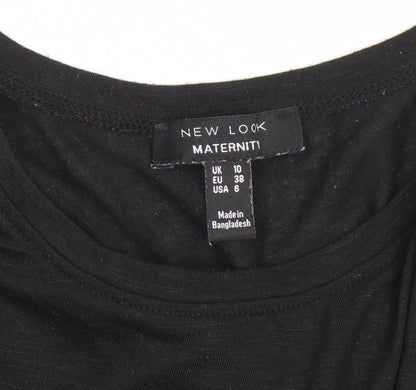 NEW LOOK
MATERNITY
UK 10
EU 38
USA 6
Made in
Bangladesh